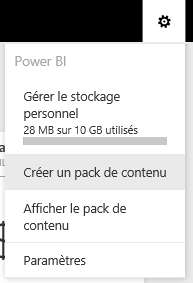 Power BI
Gérer le stockage
personnel
28 MB sur 10 GB utilisés
Créer un pack de contenu
Afficher le pack de
contenu
Paramètres